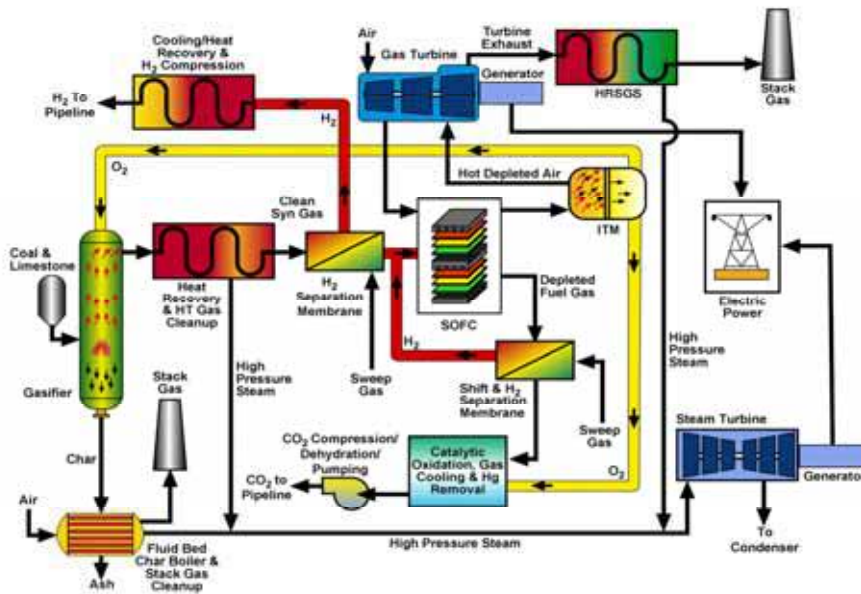 Cooling/Heat
Recovery &
H2 Compression
Air
Gas Turbine
Turbine
Exhaust
Generator
HRSGS
Stack
Gas
H2 To
Pipeline
H2
O2
Hot Depleted Air
ITM
Clean
Syn Gas
Coal &
Limestone
Heat
Recovery
& HT Gas
Cleanup
H2
Separation
Membrane
SOFC
Depleted
Fuel Gas
Electric
Power
H2
Sweep
Gas
Shift & H2
Separation
Membrane
Sweep
Gas
High
Pressure
Steam
High
Pressure
Steam
Gasifier
Stack
Gas
Steam Turbine
Generator
Char
CO2 Compression/
Dehydration/
Pumping
CO2 to
Pipeline
Catalytic
Oxidation, Gas
Cooling & Hg
Removal
O2
Air
Fluid Bed
Char Boiler &
Stack Gas
Cleanup
Ash
High Pressure Steam
To
Condenser